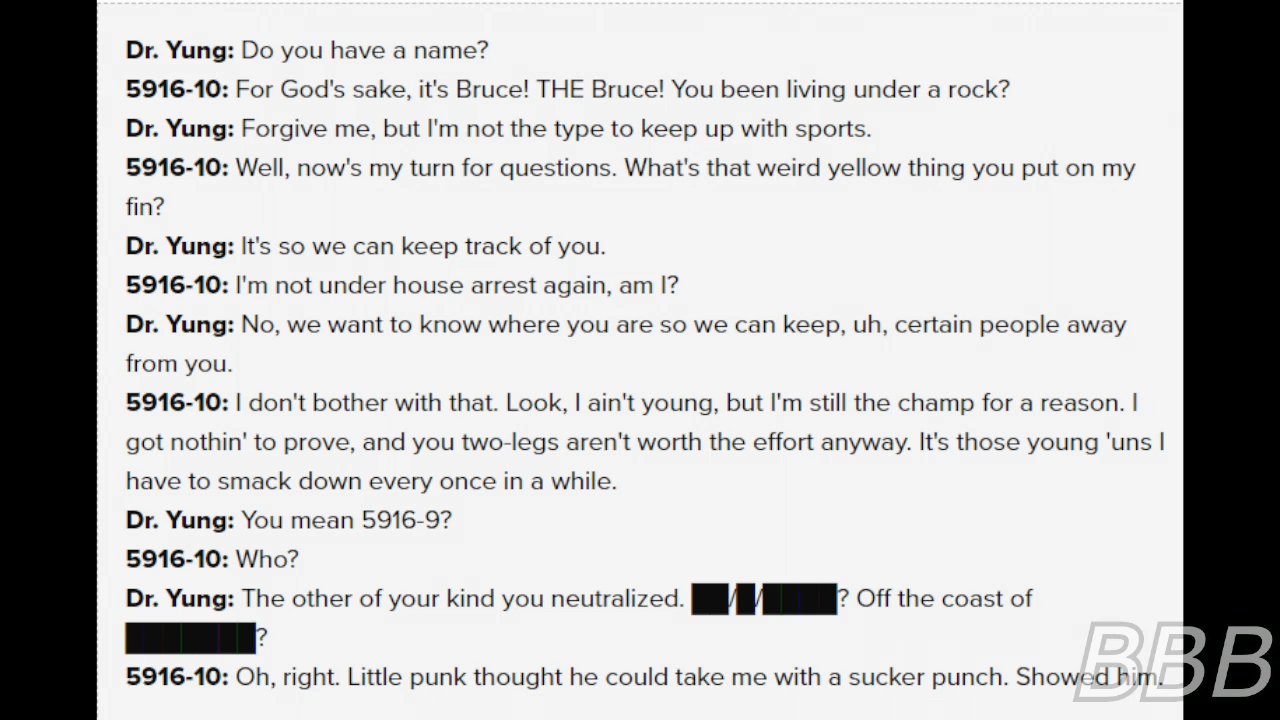 Dr. Yung: Do you have a name?
5916-10: For God's sake, it's Bruce! THE Bruce! You been living under a rock?
Dr. Yung: Forgive me, but I'm not the type to keep up with sports.
5916-10: Well, now's my turn for questions. What's that weird yellow thing you put on my
fin?
Dr. Yung: It's so we can keep track of you.
5916-10: I'm not under house arrest again, am I?
Dr. Yung: No, we want to know where you are so we can keep, uh, certain people away
from you.
5916-10: I don't bother with that. Look, I ain't young, but I'm still the champ for a reason. I
got nothin' to prove, and you two-legs aren't worth the effort anyway. It's those young 'uns I
have to smack down every once in a while.
Dr. Yung: You mean 5916-9?
5916-10: Who?
Dr. Yung: The other of your kind you neutralized. ██/█/████? Off the coast of
███████?
5916-10: Oh, right. Little punk thought he could take me with a sucker punch. Showed him.
BBB